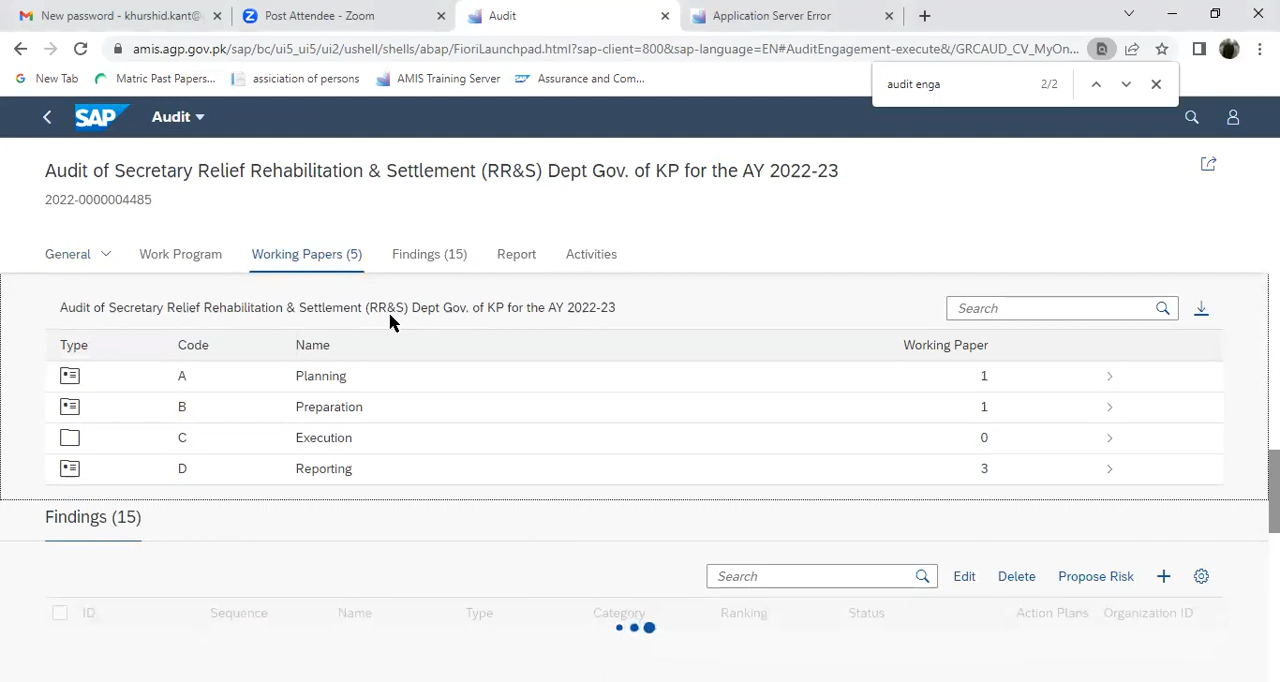 New password - khurshid.kant@
Post Attendee - Zoom
Audit
Application Server Error
amis.agp.gov.pk/sap/bc/ui5_ui5/ui2/ushell/shells/abap/FioriLaunchpad.html?sap-client=800&sap-language=EN#AuditEngagement-execute&/GRCAUD_CV_MyOn...
New Tab
Matric Past Papers...
assiciation of persons
AMIS Training Server
Assurance and Com...
audit enga
2/2
SAP
Audit
Audit of Secretary Relief Rehabilitation & Settlement (RR&S) Dept Gov. of KP for the AY 2022-23
2022-0000004485
General Work Program Working Papers (5) Findings (15) Report Activities
Audit of Secretary Relief Rehabilitation & Settlement (RR&S) Dept Gov. of KP for the AY 2022-23
Search
Type Code Name Working Paper
A Planning 1
B Preparation 1
C Execution 0
D Reporting 3
Findings (15)
Search Edit Delete Propose Risk
ID Sequence Name Type Category Ranking Status Action Plans Organization ID